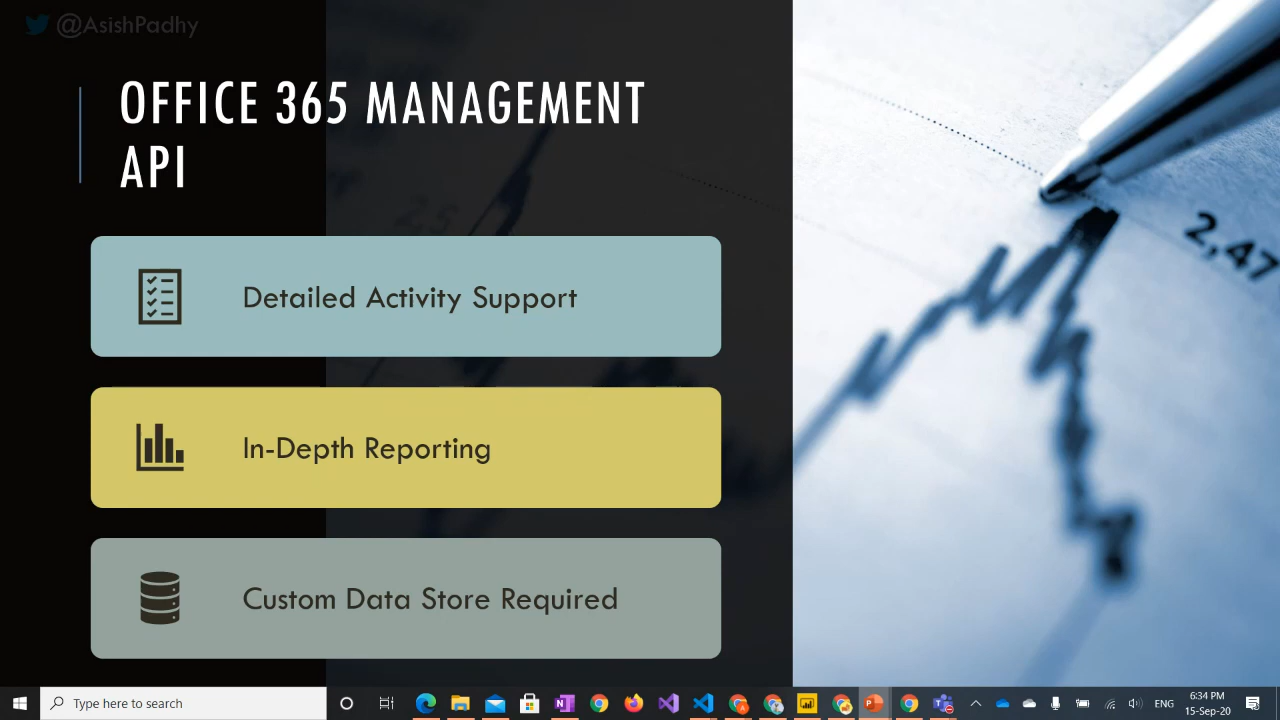 @AsishPadhy
OFFICE 365 MANAGEMENT
API
Detailed Activity Support
In-Depth Reporting
Custom Data Store Required
2,47
Type here to search
ENG
6:34 PM
15-Sep-20